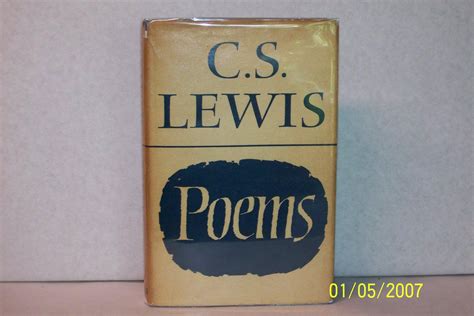 C.S.
LEWIS
Poems
01/05/2007